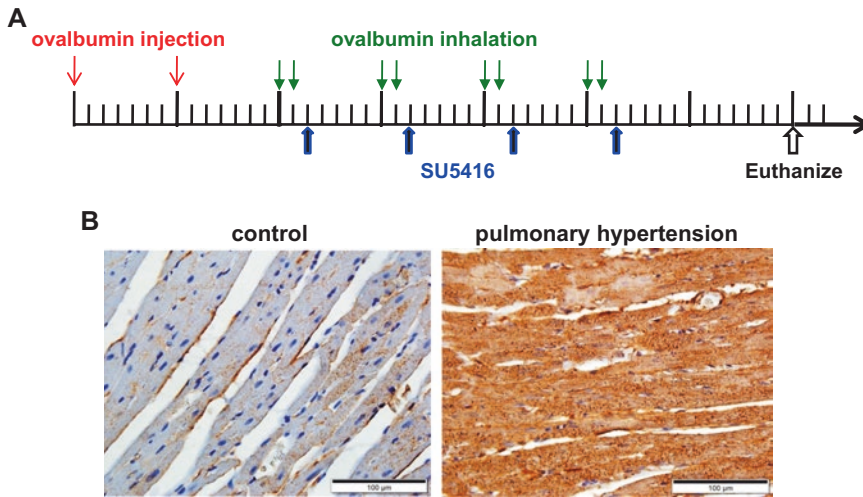 A
ovalbumin injection ovalbumin inhalation
SU5416 Euthanize
B
control pulmonary hypertension
100 µm 100 µm